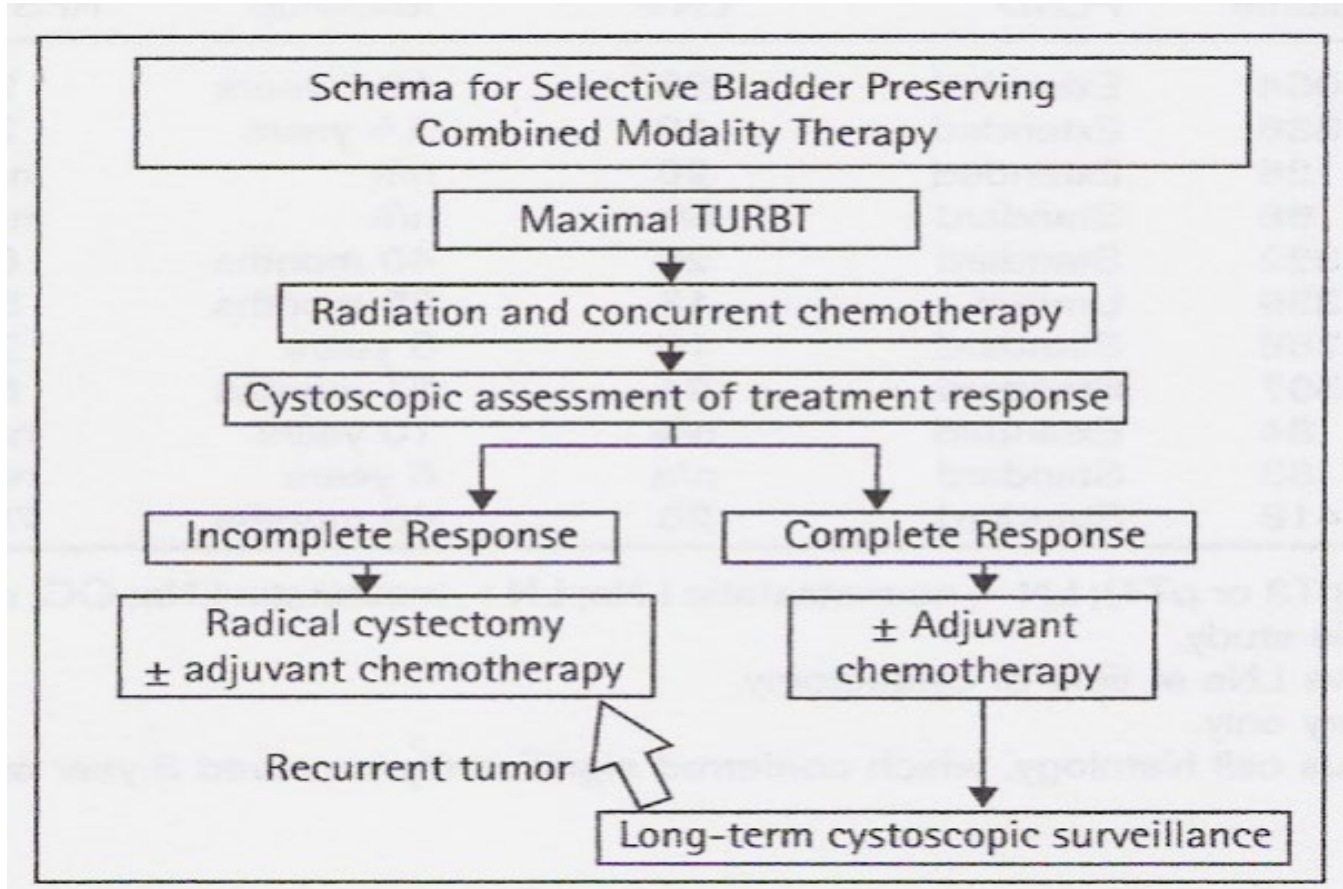 Schema for Selective Bladder Preserving
Combined Modality Therapy
Maximal TURBT
Radiation and concurrent chemotherapy
Cystoscopic assessment of treatment response
Incomplete Response
Complete Response
Radical cystectomy
± adjuvant chemotherapy
± Adjuvant
chemotherapy
Recurrent tumor
Long-term cystoscopic surveillance